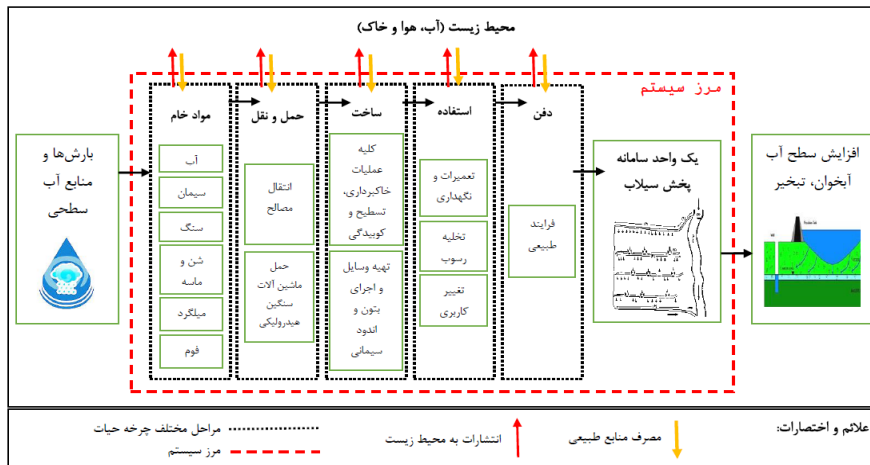 محیط زیست (آب، هوا و خاک)
مرز سیستم
بارش‌ها و
منابع آب
سطحی
مواد خام
آب
سیمان
سنگ
شن و
ماسه
میلگرد
فوم
حمل و نقل
انتقال
مصالح
حمل
ماشین آلات
سنگین
هیدرولیکی
ساخت
کلیه
عملیات
خاکبرداری،
تسطیح و
کوبیدگی
تهیه وسایل
و اجرای
بتون و
اندود
سیمانی
استفاده
تعمیرات و
نگهداری
تخلیه
رسوب
تغییر
کاربری
دفن
فرایند
طبیعی
یک واحد سامانه
پخش سیلاب
افزایش سطح آب
آبخوان، تبخیر
علائم و اختصارات:
مصرف منابع طبیعی
انتشارات به محیط زیست
مراحل مختلف چرخه حیات
مرز سیستم